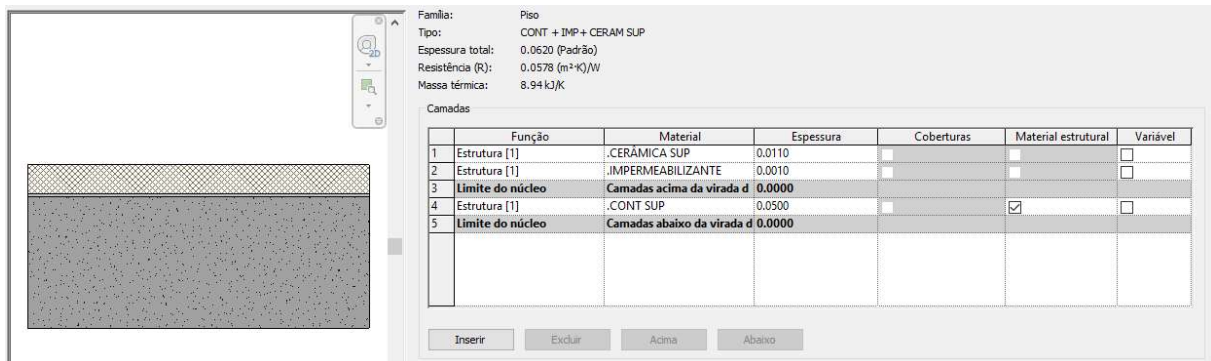 2D
Família: Piso
Tipo: CONT + IMP+ CERAM SUP
Espessura total: 0.0620 (Padrão)
Resistência (R): 0.0578 (m²·K)/W
Massa térmica: 8.94 kJ/K
Camadas
Função Material Espessura Coberturas Material estrutural Variável
1 Estrutura [1] .CERÂMICA SUP 0.0110
2 Estrutura [1] .IMPERMEABILIZANTE 0.0010
3 Limite do núcleo Camadas acima da virada d 0.0000
4 Estrutura [1] .CONT SUP 0.0500
5 Limite do núcleo Camadas abaixo da virada d 0.0000
Inserir Excluir Acima Abaixo